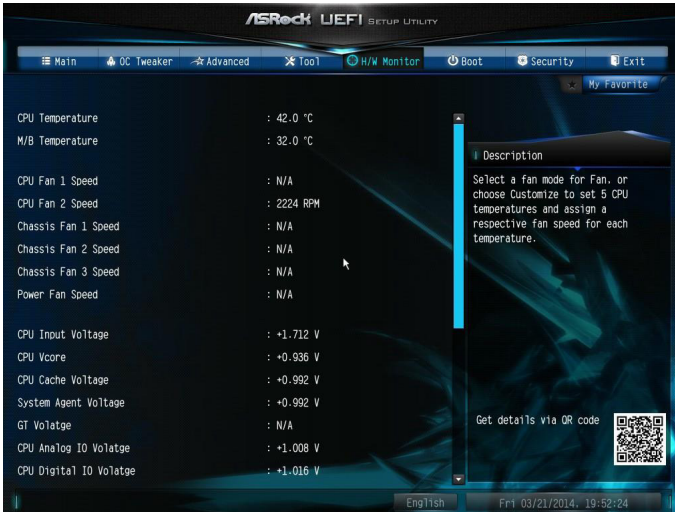 ASRock UEFI SETUP UTILITY
Main OC Tweaker Advanced Tool H/W Monitor Boot Security Exit
My Favorite
CPU Temperature : 42.0 °C
M/B Temperature : 32.0 °C
CPU Fan 1 Speed : N/A
CPU Fan 2 Speed : 2224 RPM
Chassis Fan 1 Speed : N/A
Chassis Fan 2 Speed : N/A
Chassis Fan 3 Speed : N/A
Power Fan Speed : N/A
CPU Input Voltage : +1.712 V
CPU Vcore : +0.936 V
CPU Cache Voltage : +0.992 V
System Agent Voltage : +0.992 V
GT Volatge : N/A
CPU Analog IO Volatge : +1.008 V
CPU Digital IO Volatge : +1.016 V
Description
Select a fan mode for Fan. or
choose Customize to set 5 CPU
temperatures and assign a
respective fan speed for each
temperature.
Get details via QR code
English
Fri 03/21/2014. 19:52:24